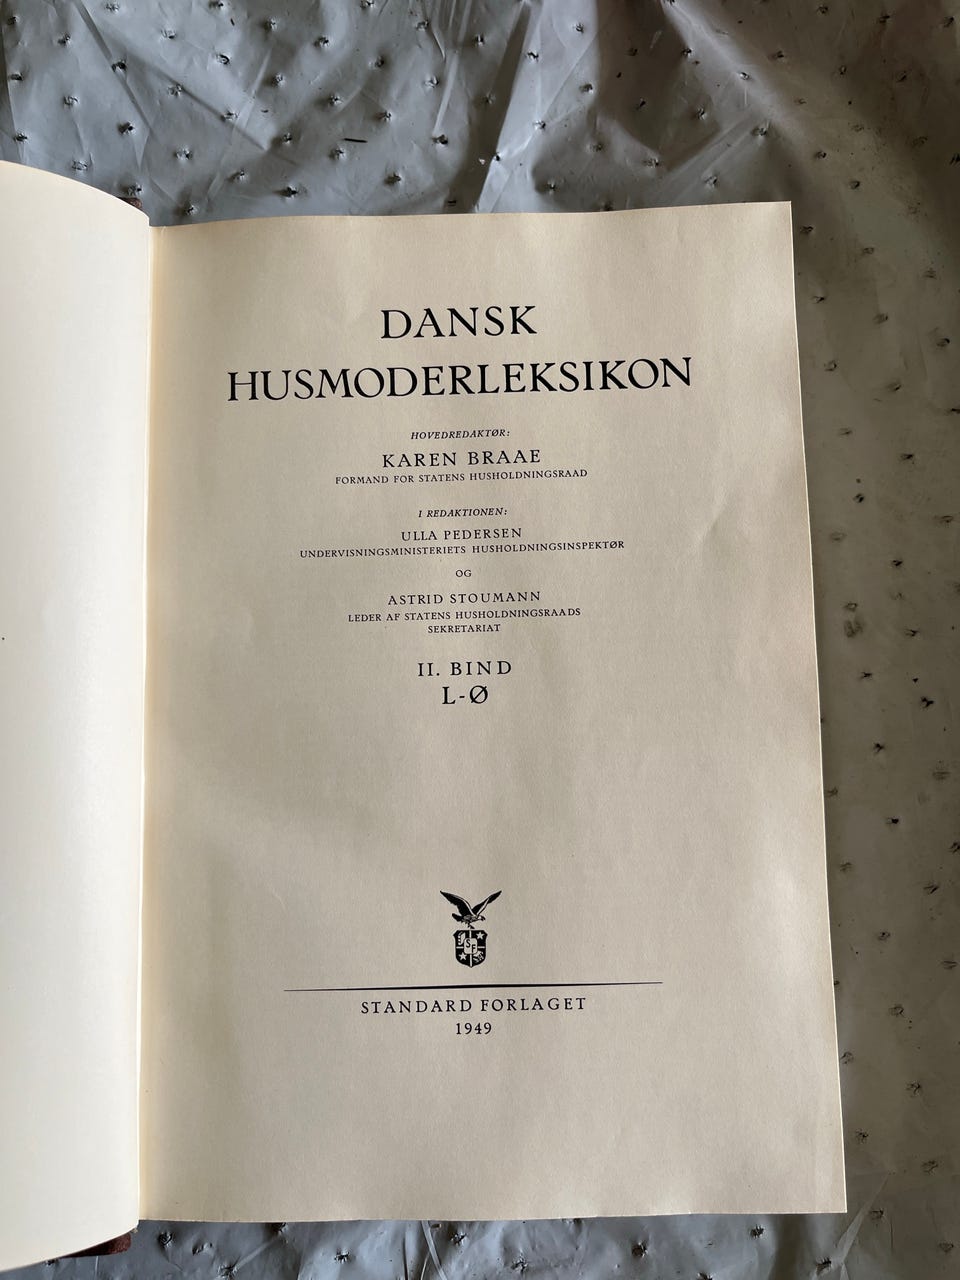 DANSK
HUSMODERLEKSIKON
HOVEDREDAKTØR:
KAREN BRAAE
FORMAND FOR STATENS HUSHOLDNINGSRAAD
I REDAKTIONEN:
ULLA PEDERSEN
UNDERVISNINGSMINISTERIETS HUSHOLDNINGSINSPEKTØR
OG
ASTRID STOUMANN
LEDER AF STATENS HUSHOLDNINGSRAADS
SEKRETARIAT
II. BIND
L-Ø
SF
STANDARD FORLAGET
1949